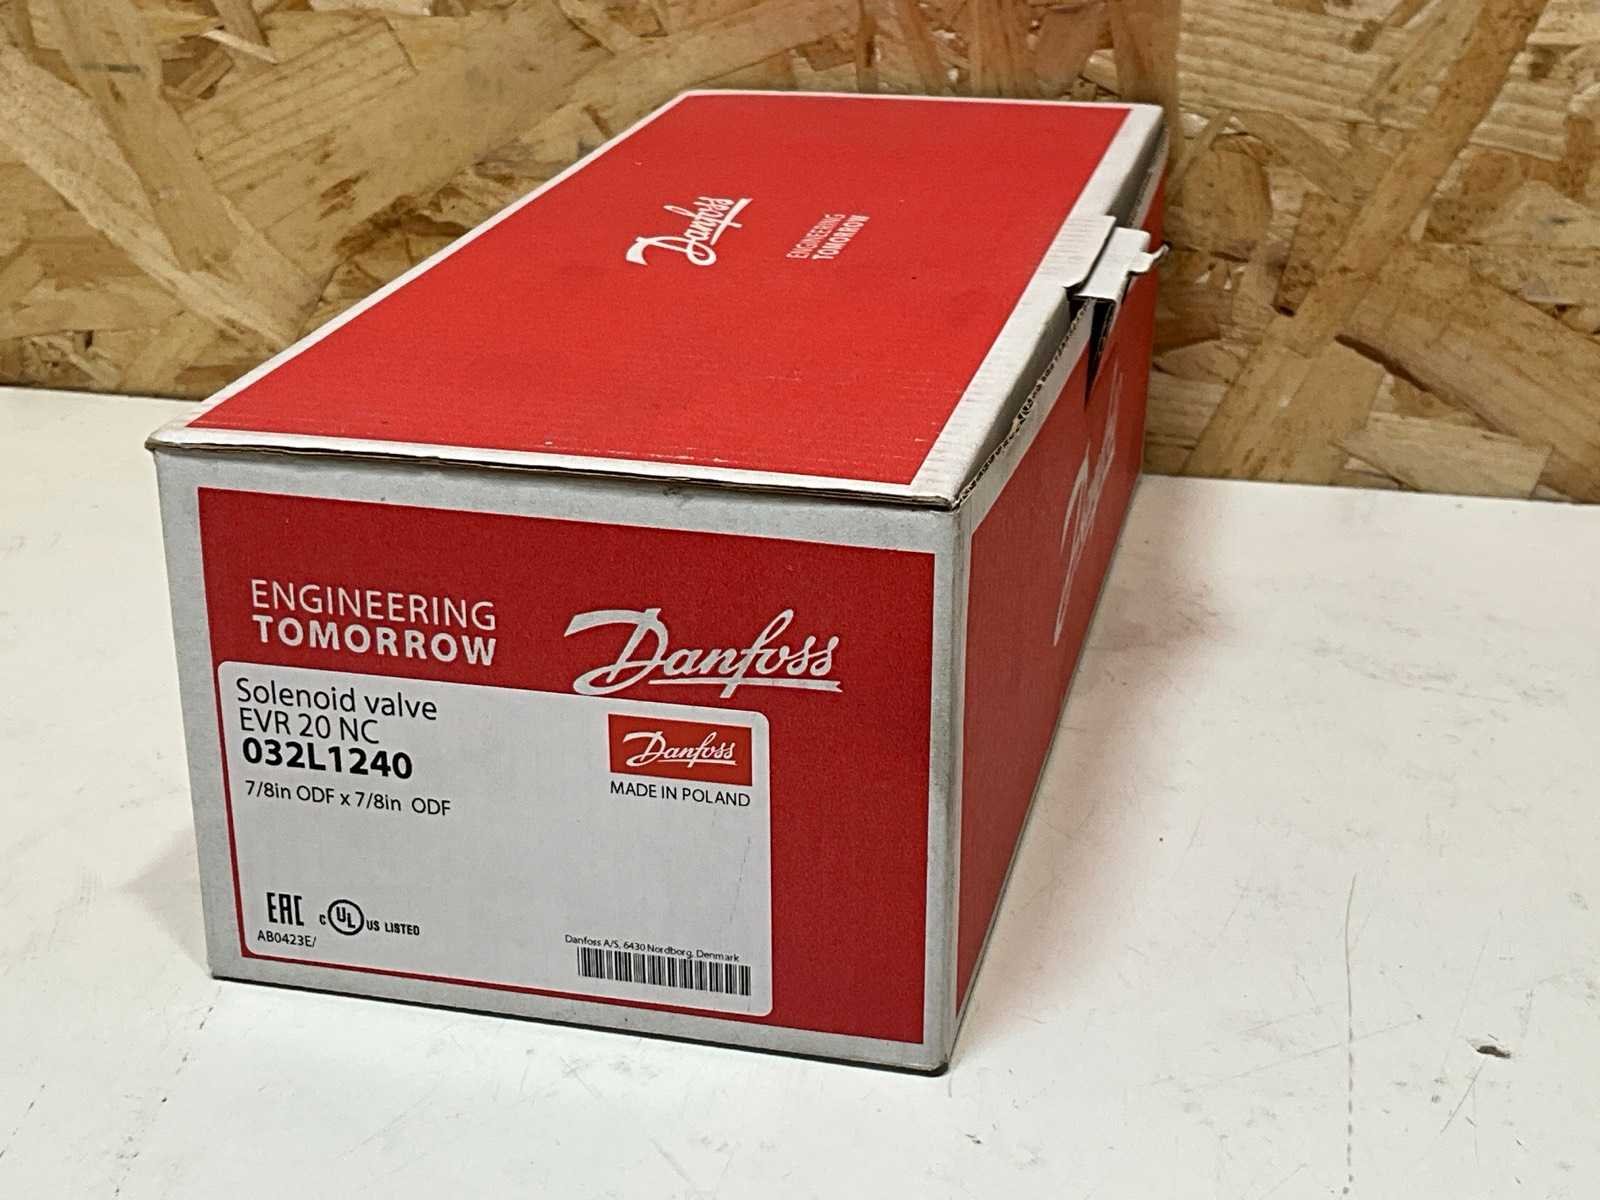 Danfoss
ENGINEERING
TOMORROW
ENGINEERING
TOMORROW
Danfoss
Solenoid valve
EVR 20 NC
032L1240
7/8in ODF x 7/8in ODF
Danfoss
MADE IN POLAND
EAC
C UL US LISTED
AB0423E/
Danfoss A/S, 6430 Nordborg, Denmark
Danfoss